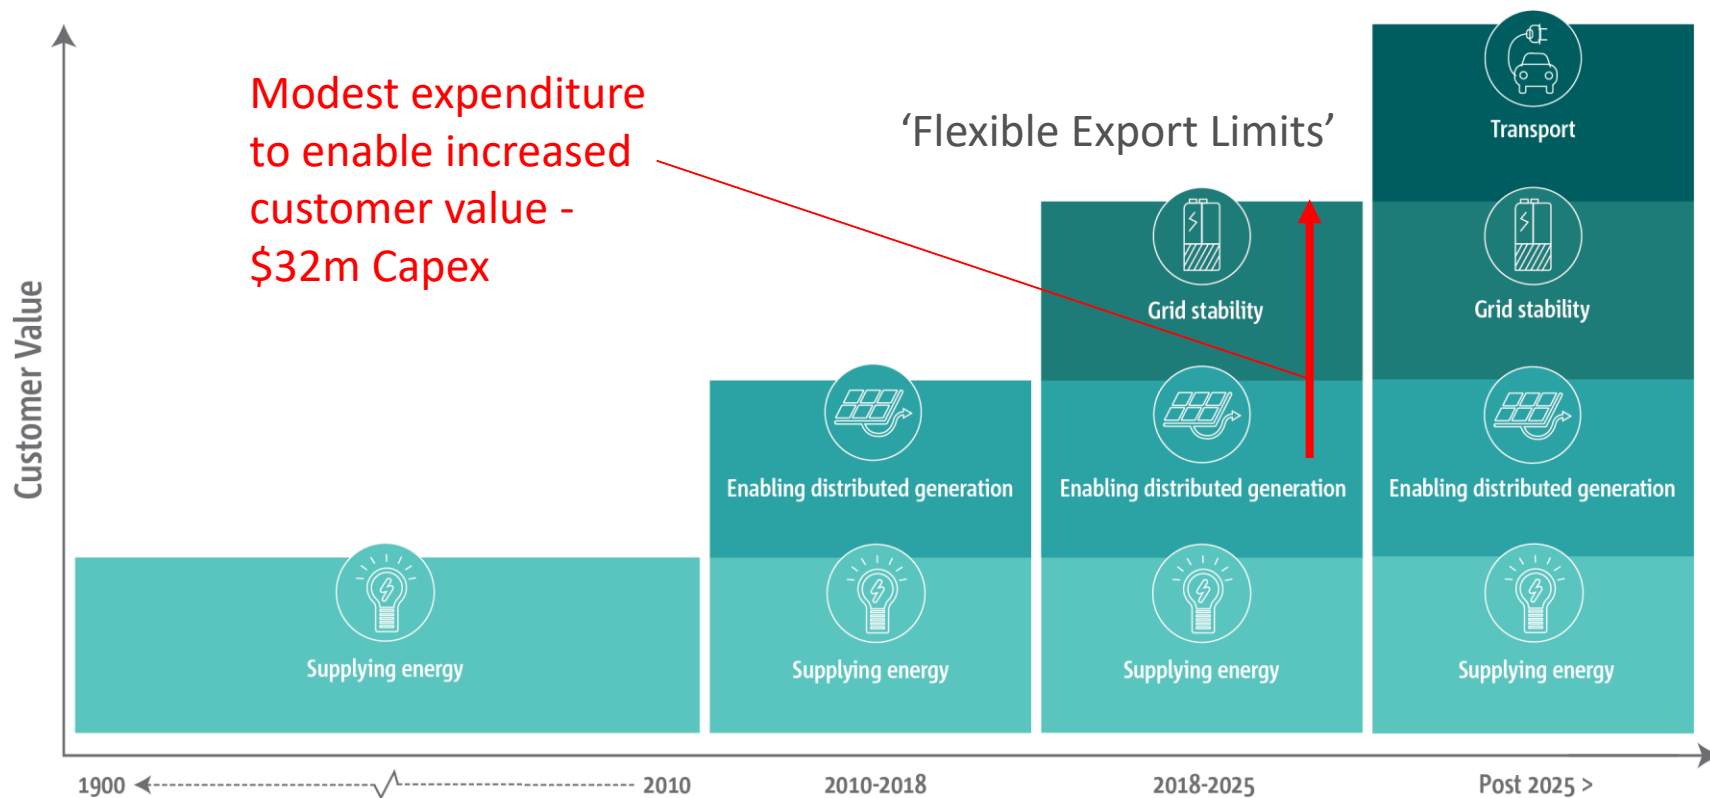 Modest expenditure
to enable increased
customer value -
$32m Capex
‘Flexible Export Limits’
Transport
Grid stability
Grid stability
Enabling distributed generation
Enabling distributed generation
Enabling distributed generation
Supplying energy
Supplying energy
Supplying energy
Supplying energy
Customer Value
1900
2010
2010-2018
2018-2025
Post 2025 >